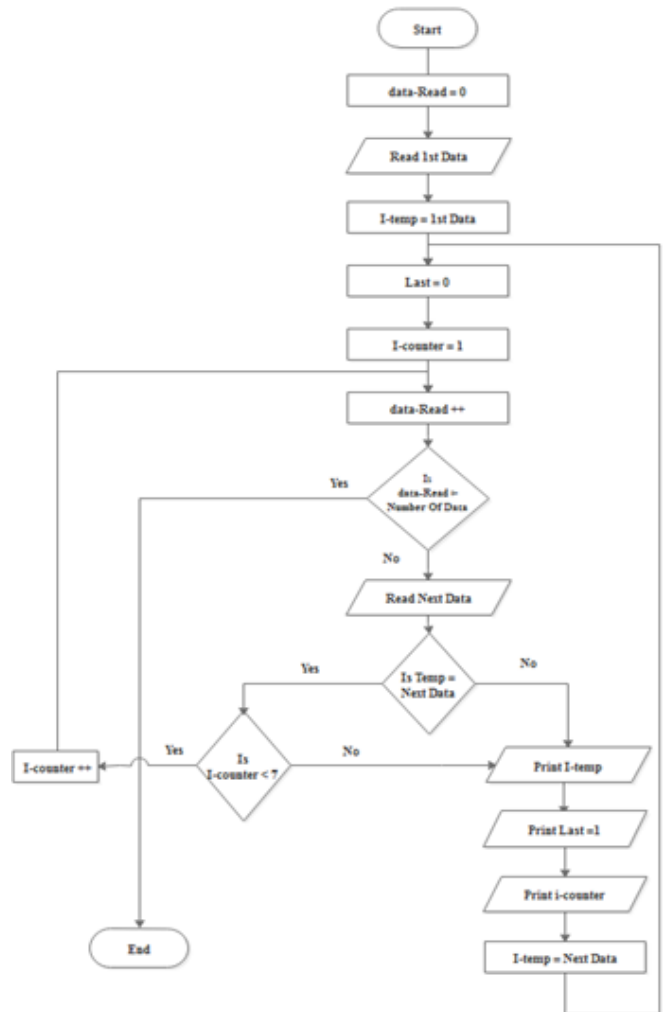 Start
data-Read = 0
Read 1st Data
I-temp = 1st Data
Last = 0
I-counter = 1
data-Read ++
Yes
Is
data-Read =
Number Of Data
No
Read Next Data
Yes
Is Temp =
Next Data
No
I-counter ++
Yes
Is
I-counter < 7
No
Print I-temp
Print Last =1
Print i-counter
End
I-temp = Next Data